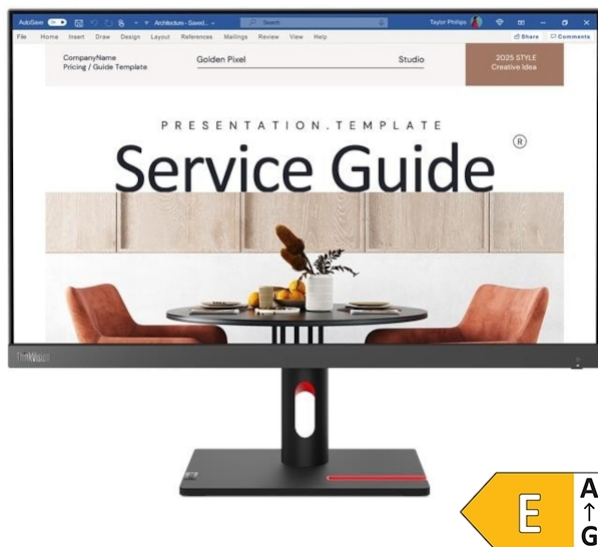 AutoSave
Architecture - Saved...
Search
Taylor Philips
File Home Insert Draw Design Layout References Mailings Review View Help
Share Comments
CompanyName
Pricing / Guide Template
Golden Pixel
Studio
2025 STYLE
Creative Idea
PRESENTATION.TEMPLATE
Service Guide ®
ThinkVision
E
A
↑
G